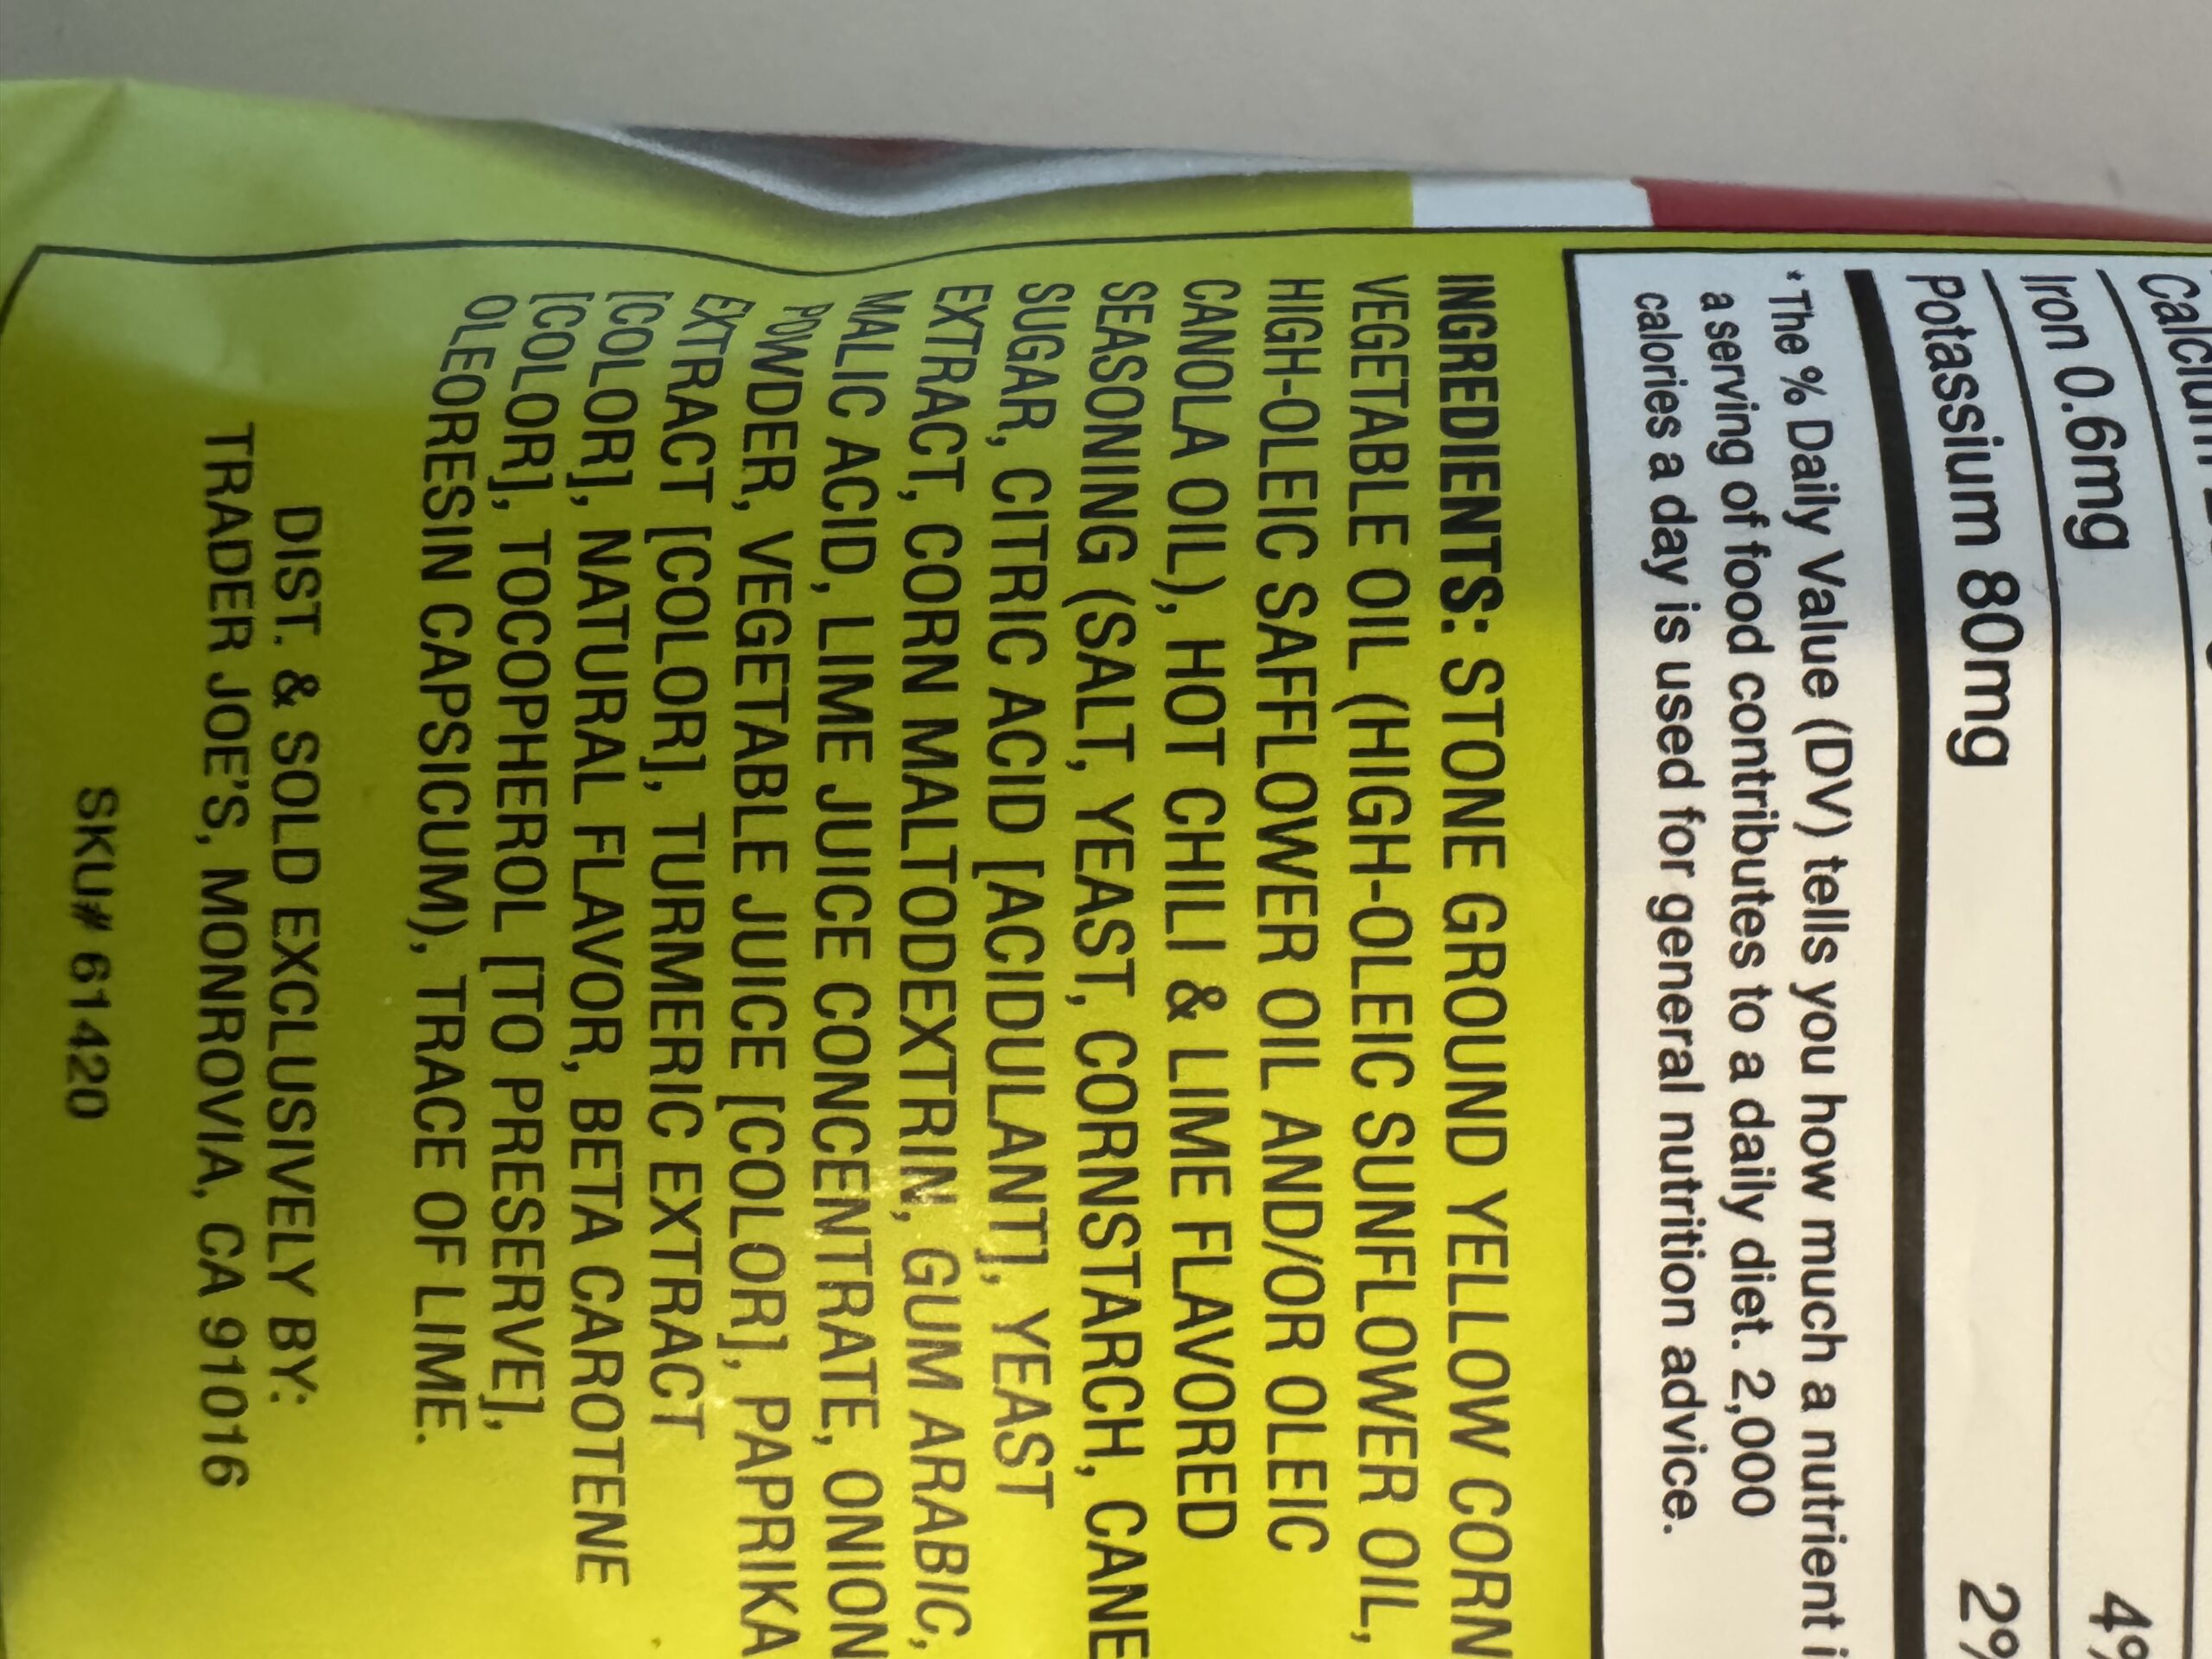 Calcium
Iron 0.6mg 4%
Potassium 80mg 2%
* The % Daily Value (DV) tells you how much a nutrient i
a serving of food contributes to a daily diet. 2,000
calories a day is used for general nutrition advice.
INGREDIENTS: STONE GROUND YELLOW CORN
VEGETABLE OIL (HIGH-OLEIC SUNFLOWER OIL,
HIGH-OLEIC SAFFLOWER OIL AND/OR OLEIC
CANOLA OIL), HOT CHILI & LIME FLAVORED
SEASONING (SALT, YEAST, CORNSTARCH, CANE
SUGAR, CITRIC ACID [ACIDULANT], YEAST
EXTRACT, CORN MALTODEXTRIN, GUM ARABIC,
MALIC ACID, LIME JUICE CONCENTRATE, ONION
POWDER, VEGETABLE JUICE [COLOR], PAPRIKA
EXTRACT [COLOR], TURMERIC EXTRACT
[COLOR], NATURAL FLAVOR, BETA CAROTENE
[COLOR], TOCOPHEROL [TO PRESERVE],
OLEORESIN CAPSICUM), TRACE OF LIME.
DIST. & SOLD EXCLUSIVELY BY:
TRADER JOE'S, MONROVIA, CA 91016
SKU# 61420